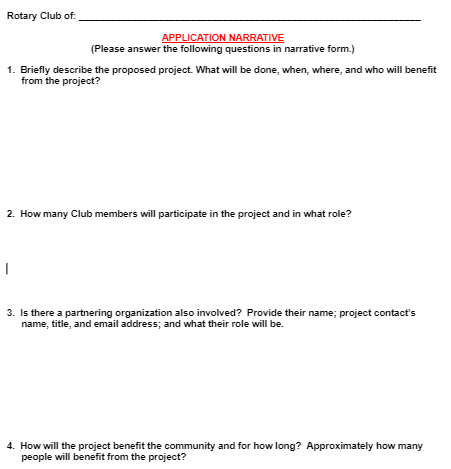 Rotary Club of: ___________________________________________________________
APPLICATION NARRATIVE
(Please answer the following questions in narrative form.)
1. Briefly describe the proposed project. What will be done, when, where, and who will benefit
from the project?
2. How many Club members will participate in the project and in what role?
3. Is there a partnering organization also involved? Provide their name; project contact's
name, title, and email address; and what their role will be.
4. How will the project benefit the community and for how long? Approximately how many
people will benefit from the project?